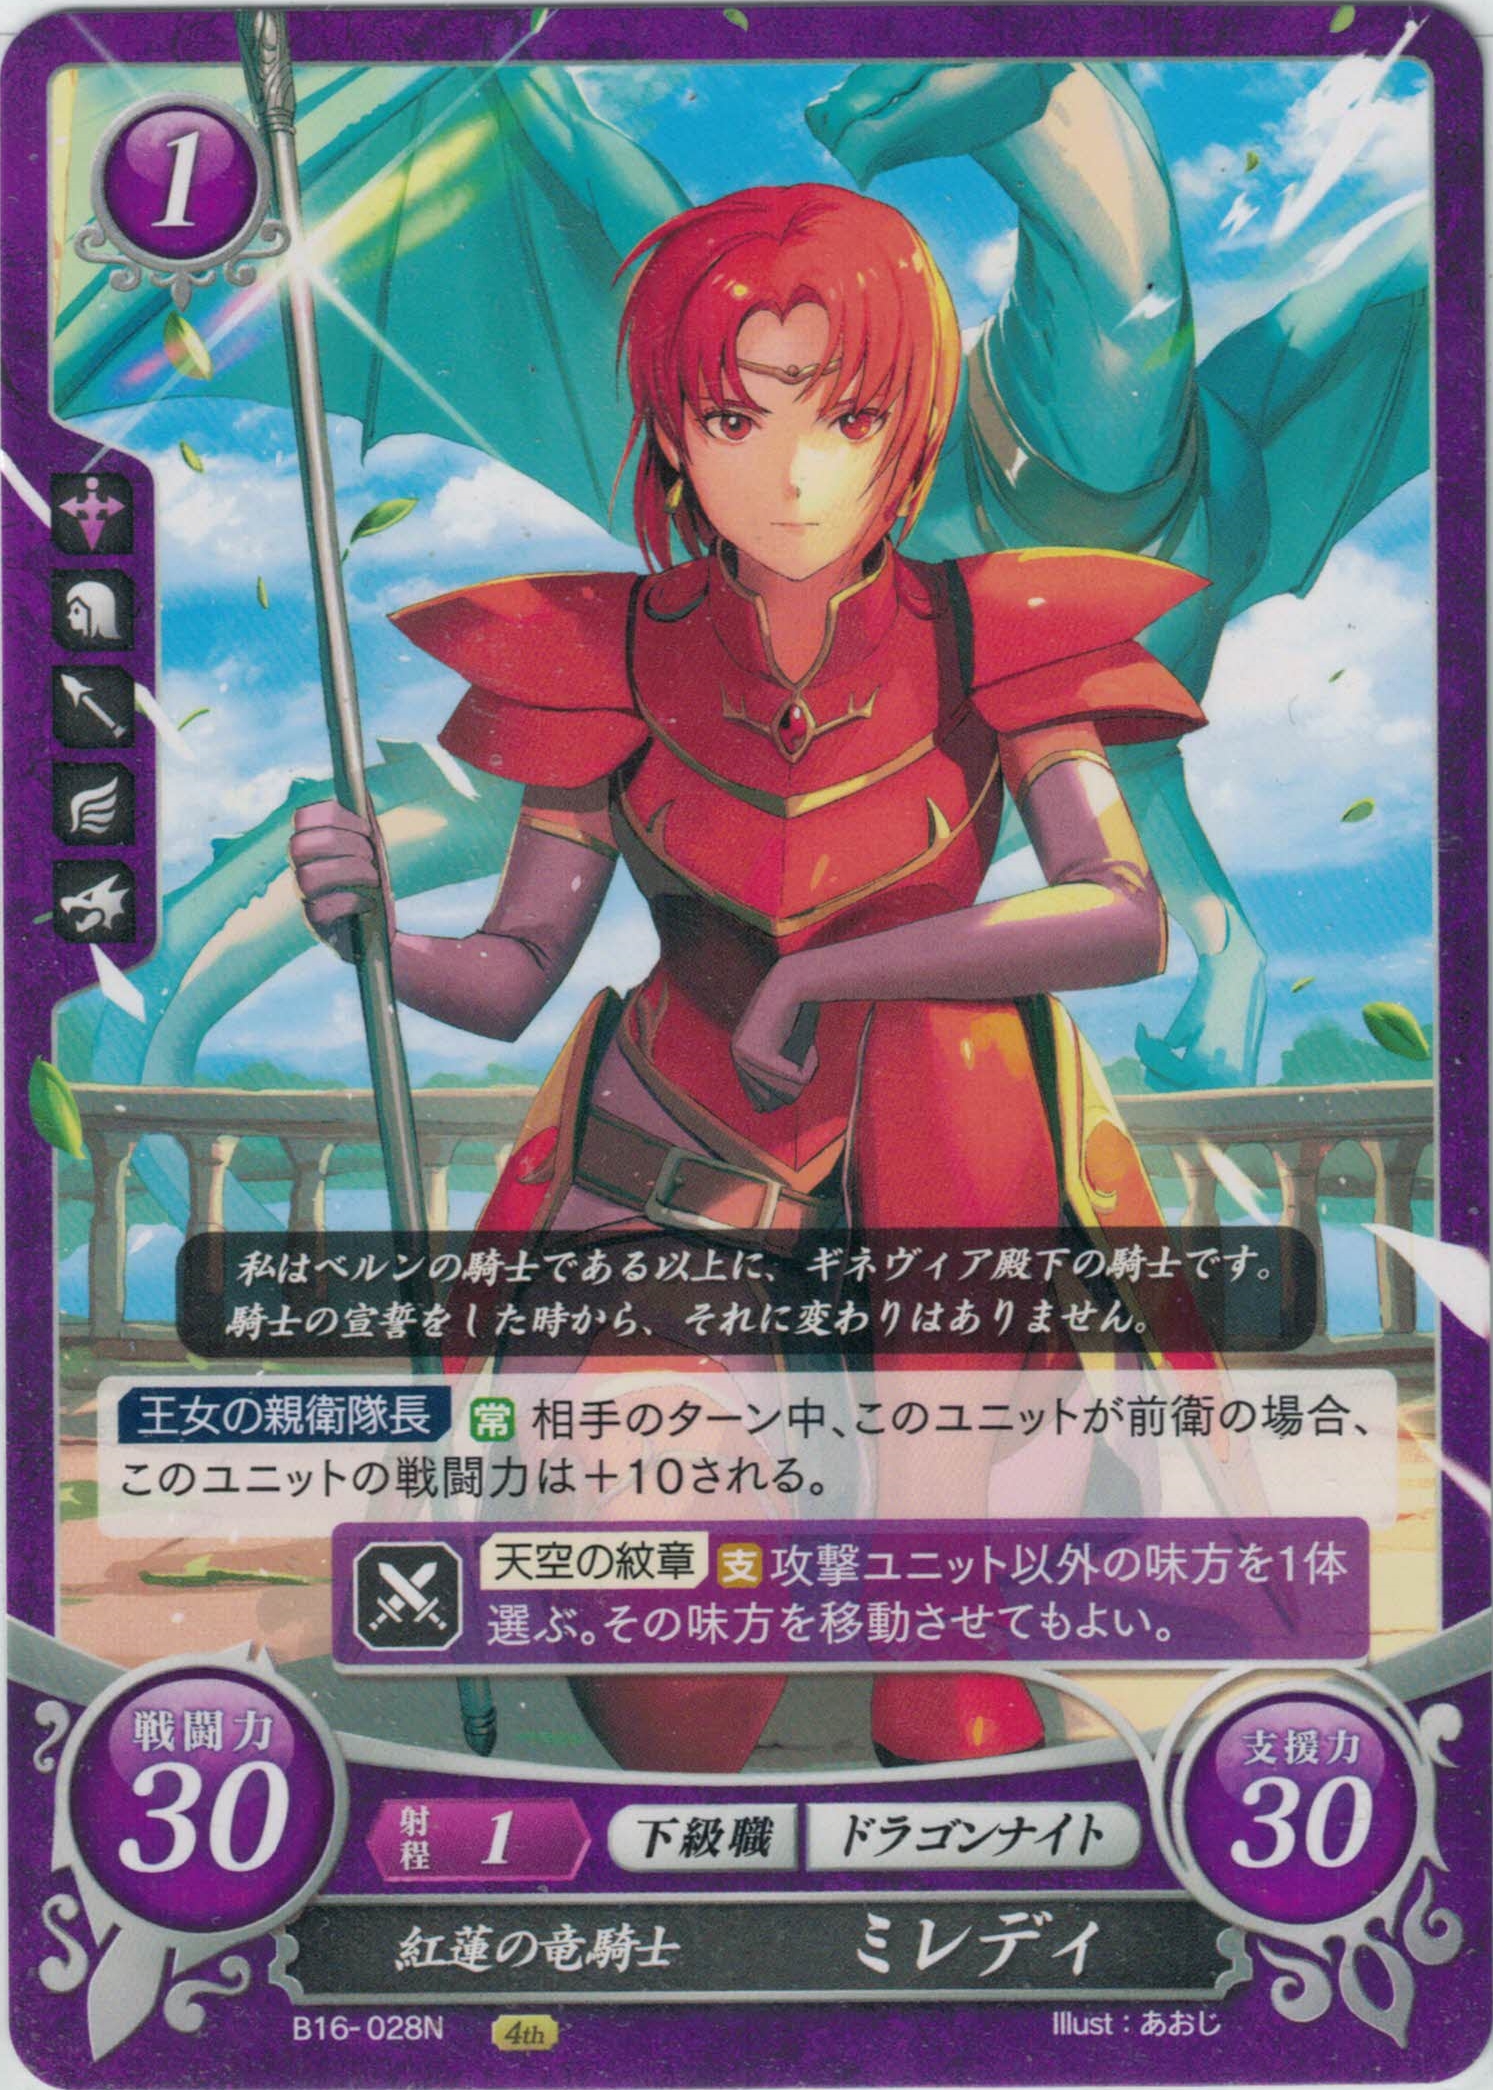 1
私はベルンの騎士である以上に、ギネヴィア殿下の騎士です。
騎士の宣誓をした時から、それに変わりはありません。
王女の親衛隊長 常 相手のターン中、このユニットが前衛の場合、
このユニットの戦闘力は＋10される。
天空の紋章 支 攻撃ユニット以外の味方を1体
選ぶ。その味方を移動させてもよい。
戦闘力
30
射程 1
下級職 ドラゴンナイト
支援力
30
紅蓮の竜騎士 ミレディ
B16-028N 4th Illust：あおじ